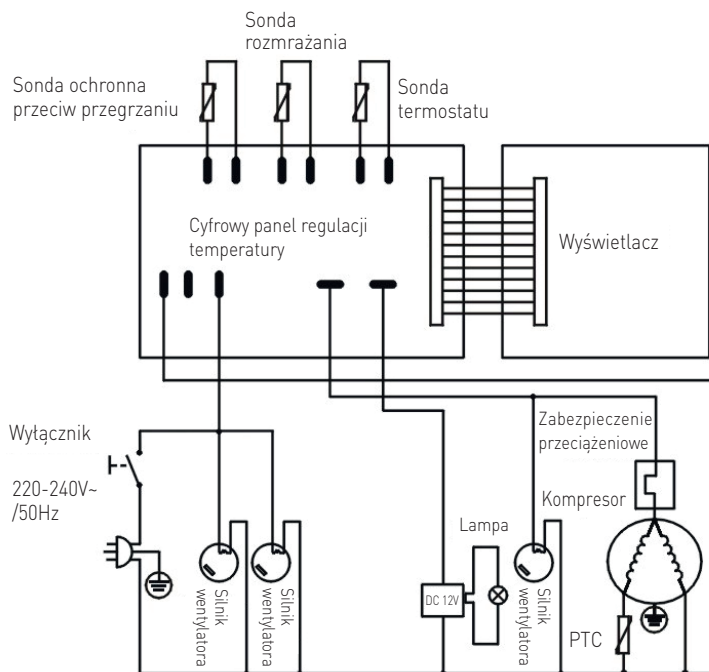 Sonda
rozmrażania
Sonda ochronna
przeciw przegrzaniu
Sonda
termostatu
Cyfrowy panel regulacji
temperatury
Wyświetlacz
Wyłącznik
220-240V~
/50Hz
Zabezpieczenie
przeciążeniowe
Kompresor
Lampa
DC 12V
Silnik
wentylatora
Silnik
wentylatora
Silnik
wentylatora
PTC